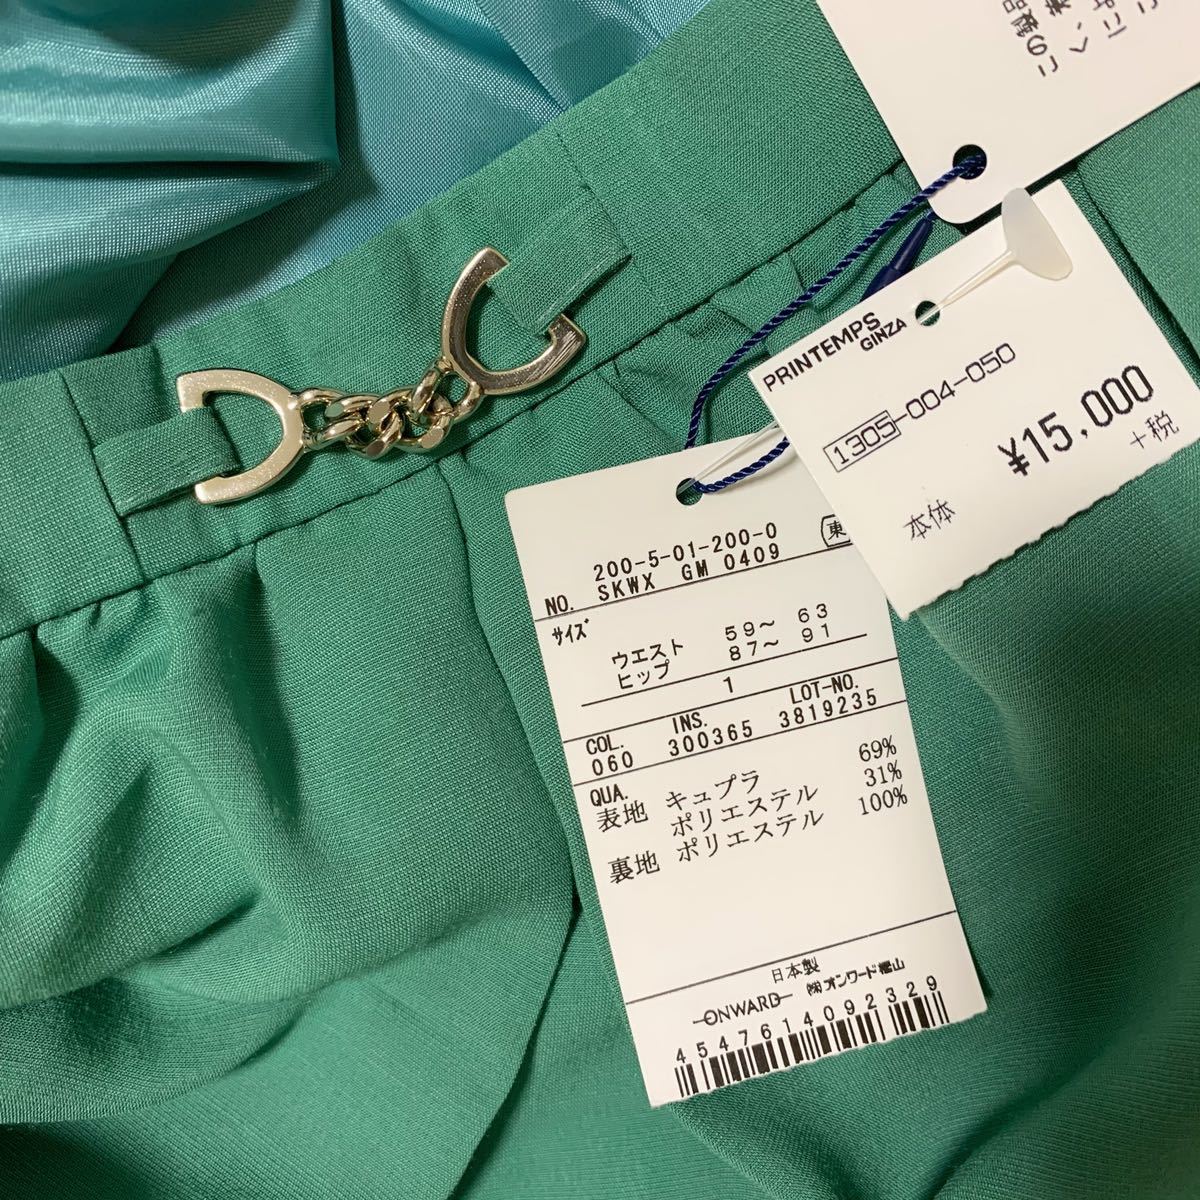 この製品
PRINTEMPS
GINZA
1305-004-050
¥15,000
本体
+税
200-5-01-200-0
東
NO. SKWX GM 0409
サイズ
ウエスト 59～ 63
ヒップ 87～ 91
1
COL. INS. LOT-NO.
060 300365 3819235
QUA.
表地 キュプラ 69%
ポリエステル 31%
裏地 ポリエステル 100%
日本製
ONWARD ㈱オンワード樫山
4547614092329